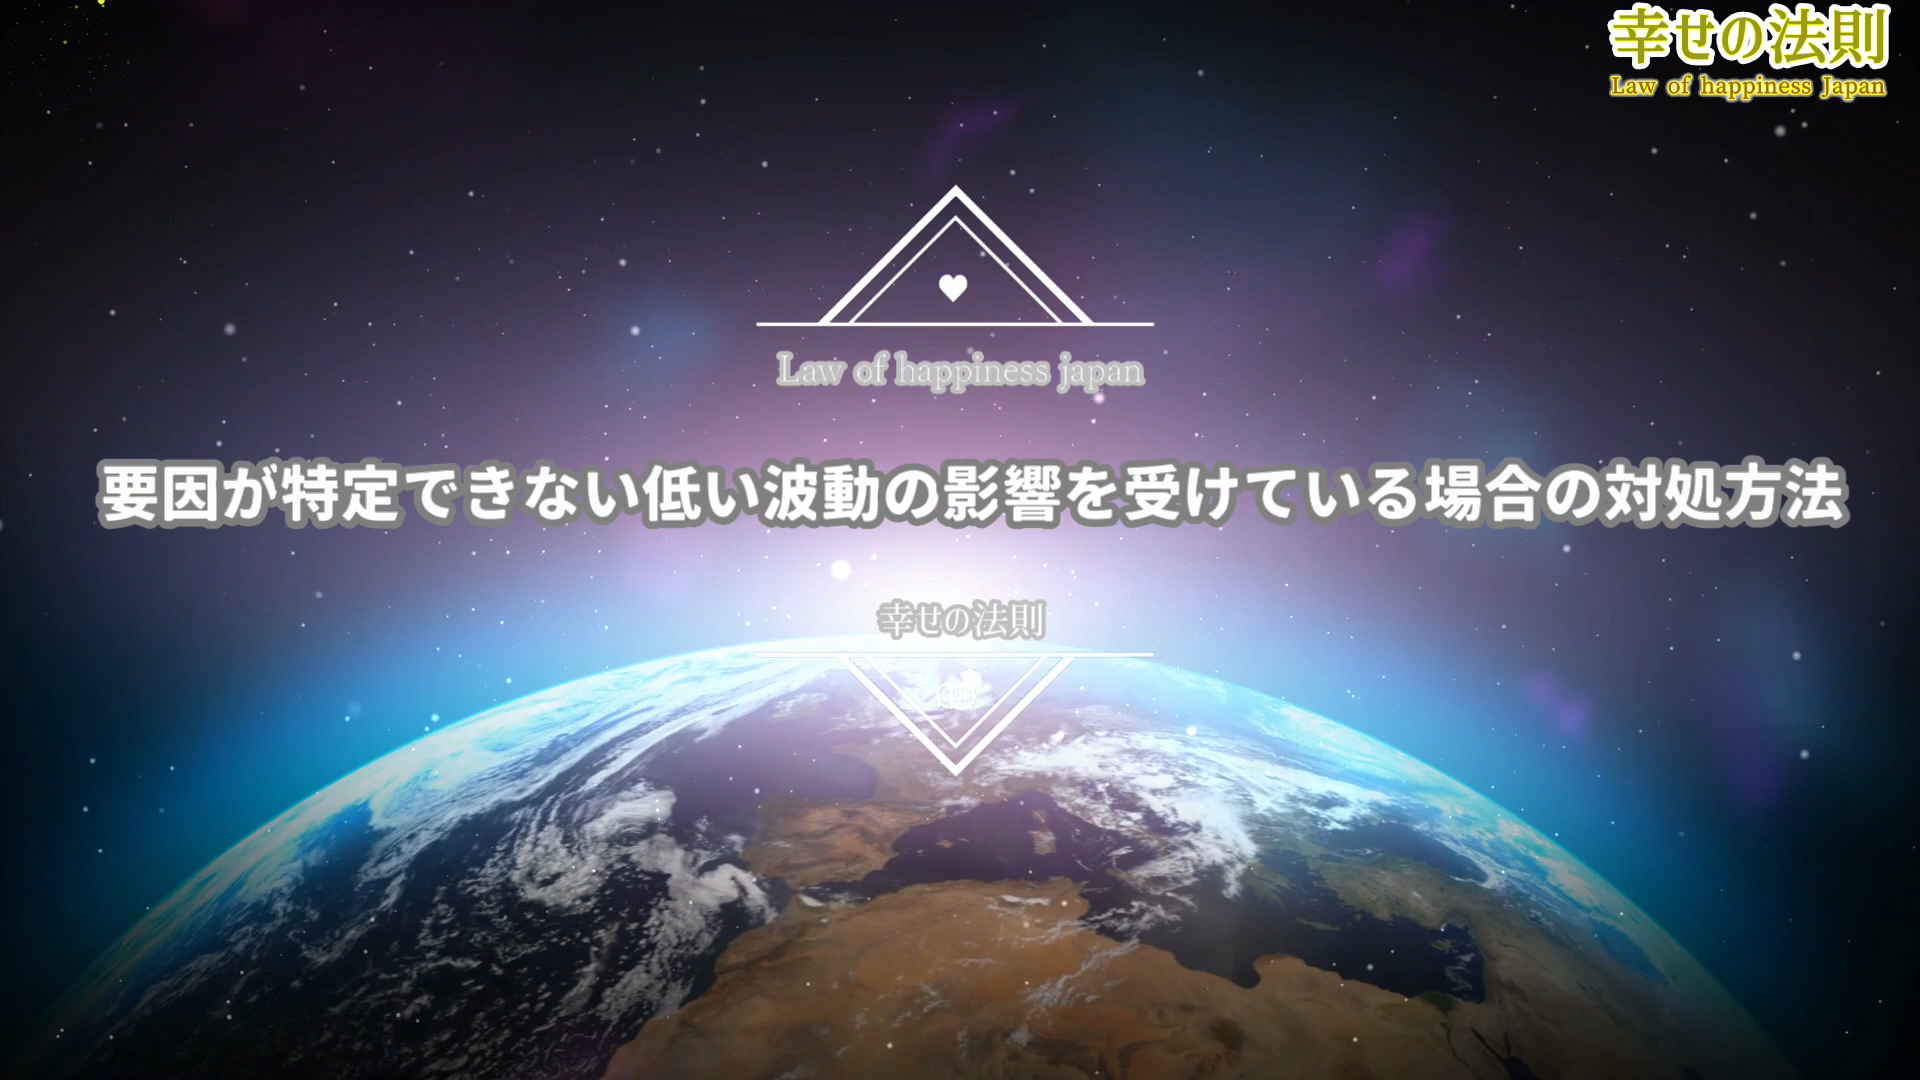 幸せの法則
Law of happiness Japan
Law of happiness japan
要因が特定できない低い波動の影響を受けている場合の対処方法
幸せの法則